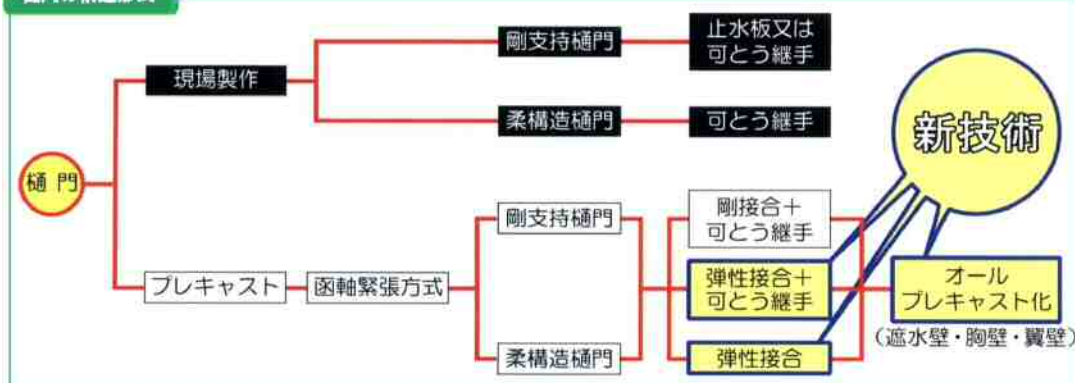 止水板又は
可とう継手
剛支持樋門
現場製作
柔構造樋門
可とう継手
新技術
樋門
剛支持樋門
剛接合＋
可とう継手
プレキャスト
函軸緊張方式
弾性接合＋
可とう継手
オール
プレキャスト化
(遮水壁・胸壁・翼壁)
柔構造樋門
弾性接合